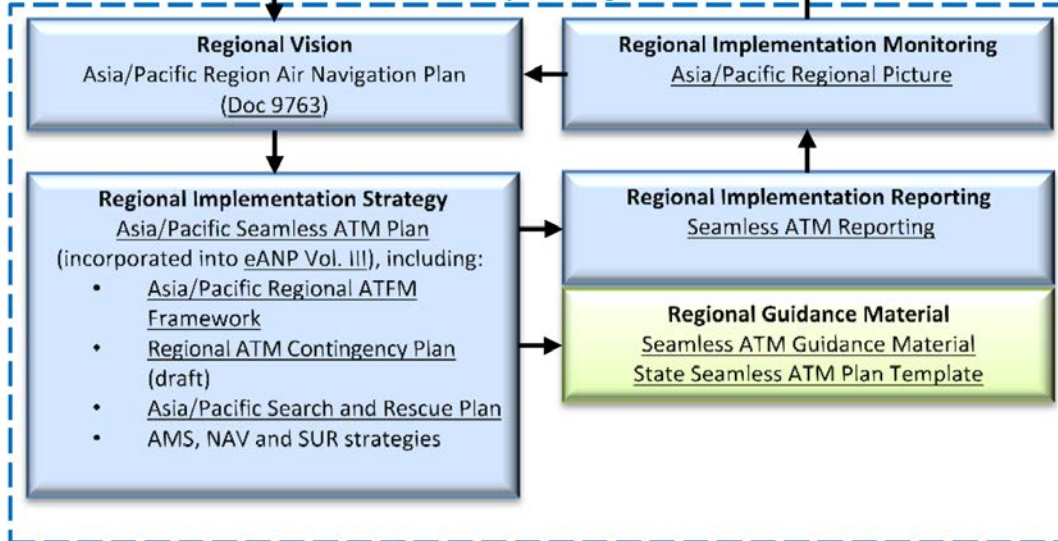 Regional Vision
Asia/Pacific Region Air Navigation Plan
(Doc 9763)
Regional Implementation Monitoring
Asia/Pacific Regional Picture
Regional Implementation Strategy
Asia/Pacific Seamless ATM Plan
(incorporated into eANP Vol. III), including:
• Asia/Pacific Regional ATFM
Framework
• Regional ATM Contingency Plan
(draft)
• Asia/Pacific Search and Rescue Plan
• AMS, NAV and SUR strategies
Regional Implementation Reporting
Seamless ATM Reporting
Regional Guidance Material
Seamless ATM Guidance Material
State Seamless ATM Plan Template